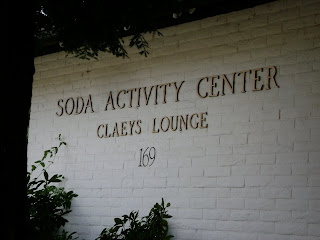 SODA ACTIVITY CENTER
CLAEYS LOUNGE
169